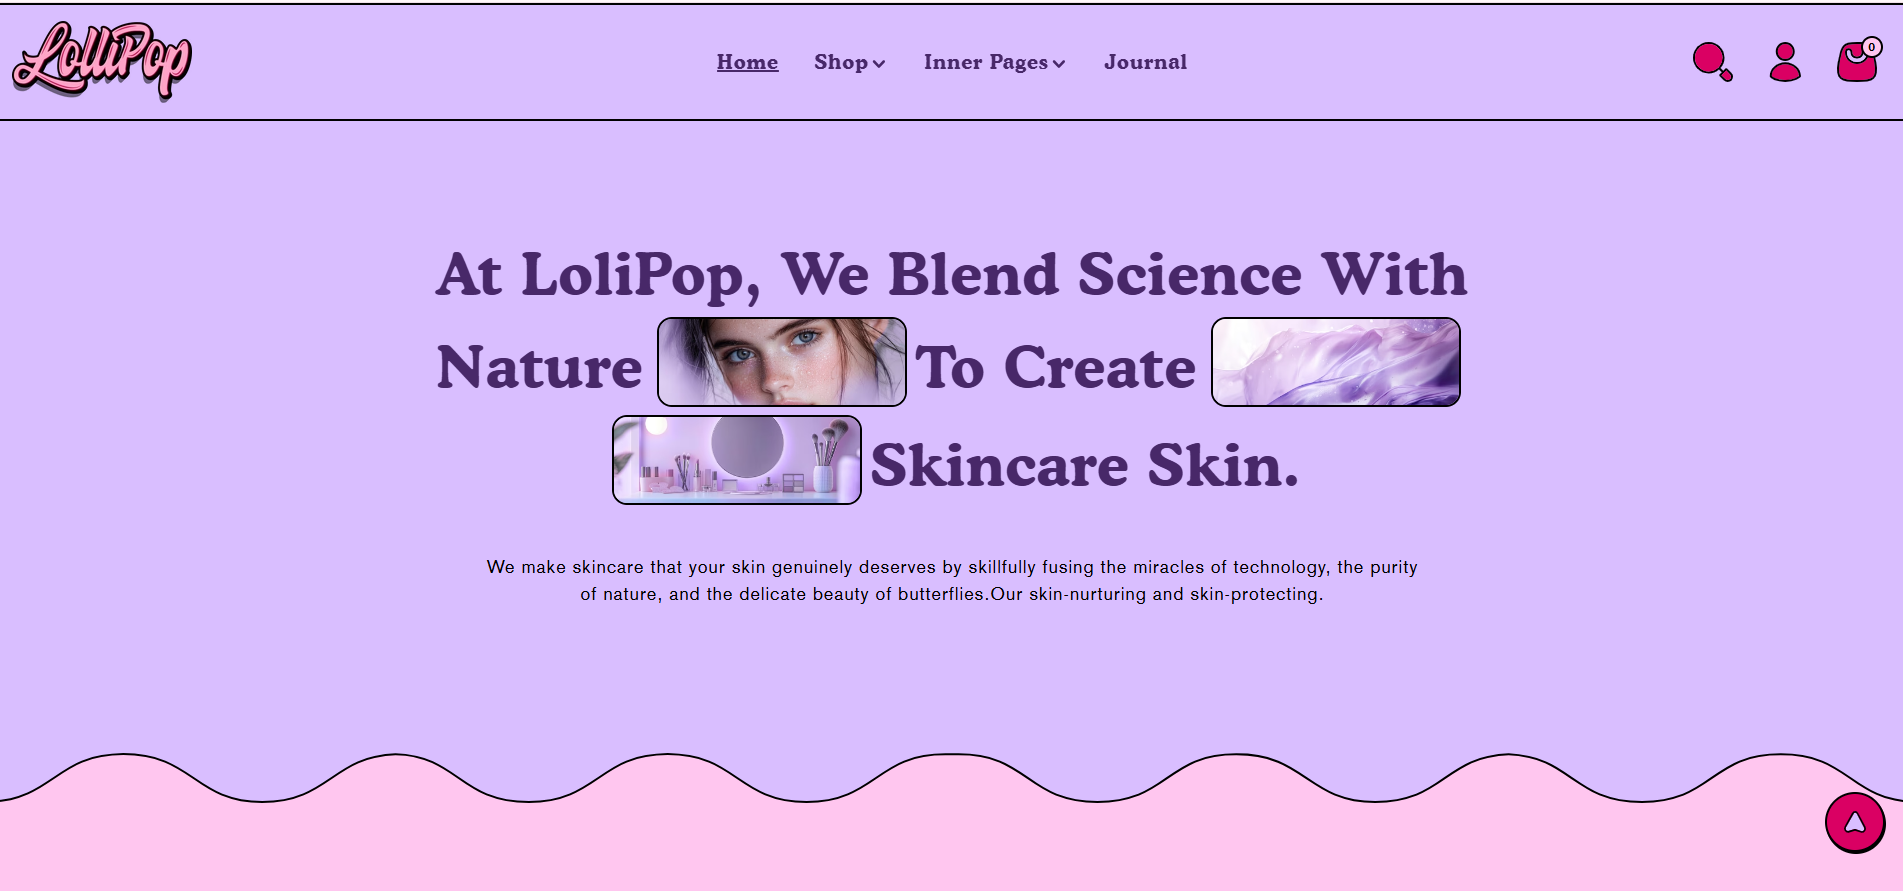 LolliPop
Home Shop Inner Pages Journal
0
At LoliPop, We Blend Science With
Nature To Create
Skincare Skin.
We make skincare that your skin genuinely deserves by skillfully fusing the miracles of technology, the purity
of nature, and the delicate beauty of butterflies.Our skin-nurturing and skin-protecting.